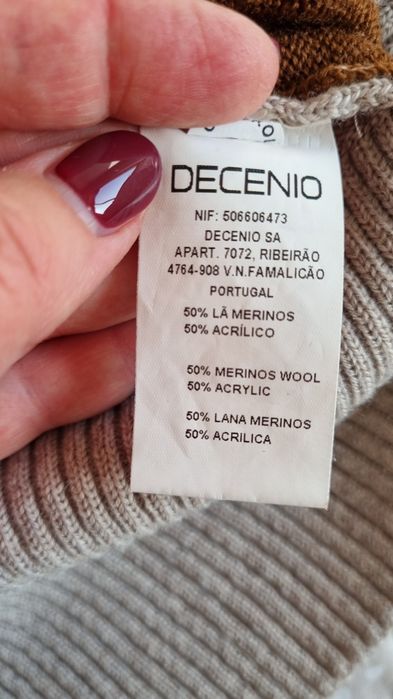 DECENIO
NIF: 506606473
DECENIO SA
APART. 7072, RIBEIRÃO
4764-908 V.N.FAMALICÃO
PORTUGAL
50% LÃ MERINOS
50% ACRÍLICO
50% MERINOS WOOL
50% ACRYLIC
50% LANA MERINOS
50% ACRILICA